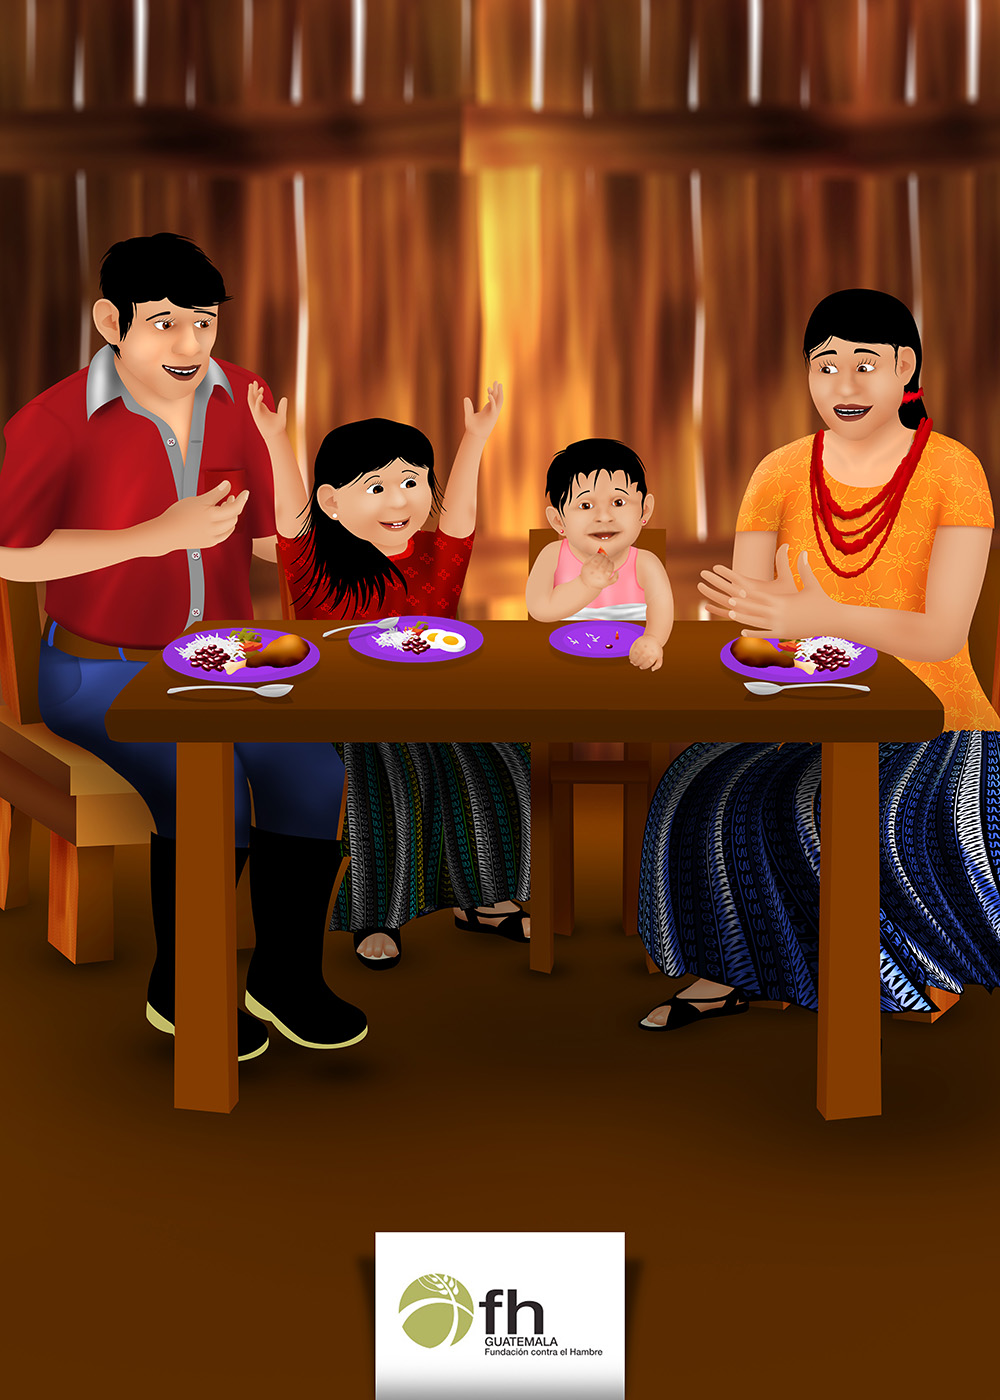 fh
GUATEMALA
Fundación contra el Hambre